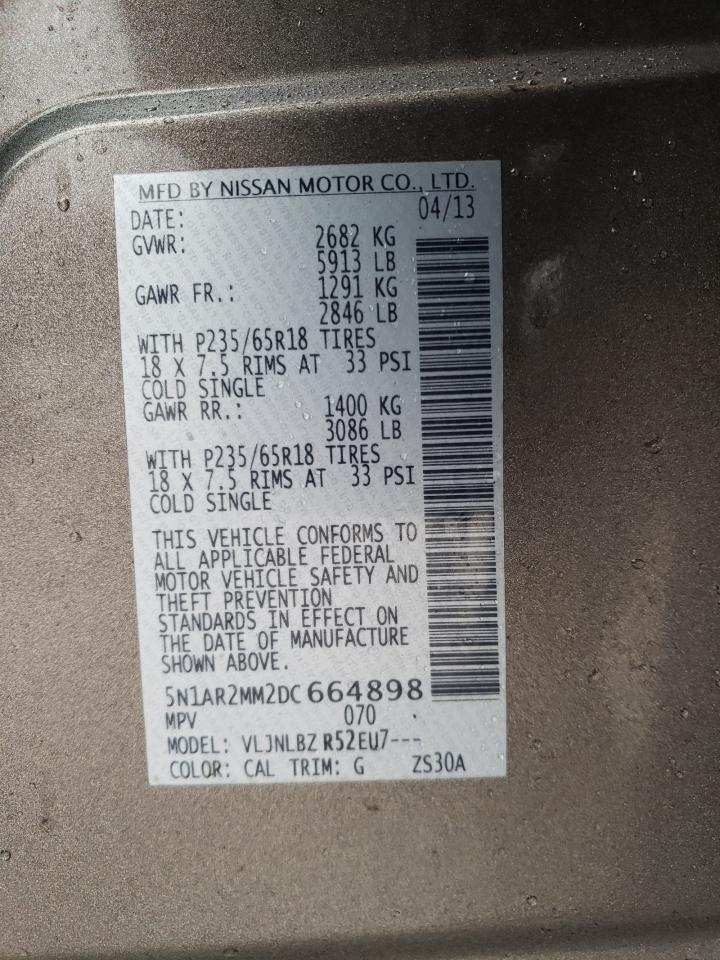 MFD BY NISSAN MOTOR CO., LTD.
DATE: 04/13
GVWR: 2682 KG
5913 LB
GAWR FR.: 1291 KG
2846 LB
WITH P235/65R18 TIRES
18 X 7.5 RIMS AT 33 PSI
COLD SINGLE
GAWR RR.: 1400 KG
3086 LB
WITH P235/65R18 TIRES
18 X 7.5 RIMS AT 33 PSI
COLD SINGLE
THIS VEHICLE CONFORMS TO
ALL APPLICABLE FEDERAL
MOTOR VEHICLE SAFETY AND
THEFT PREVENTION
STANDARDS IN EFFECT ON
THE DATE OF MANUFACTURE
SHOWN ABOVE.
5N1AR2MM2DC664898
MPV 070
MODEL: VLJNLBZ R52EU7---
COLOR: CAL TRIM: G ZS30A